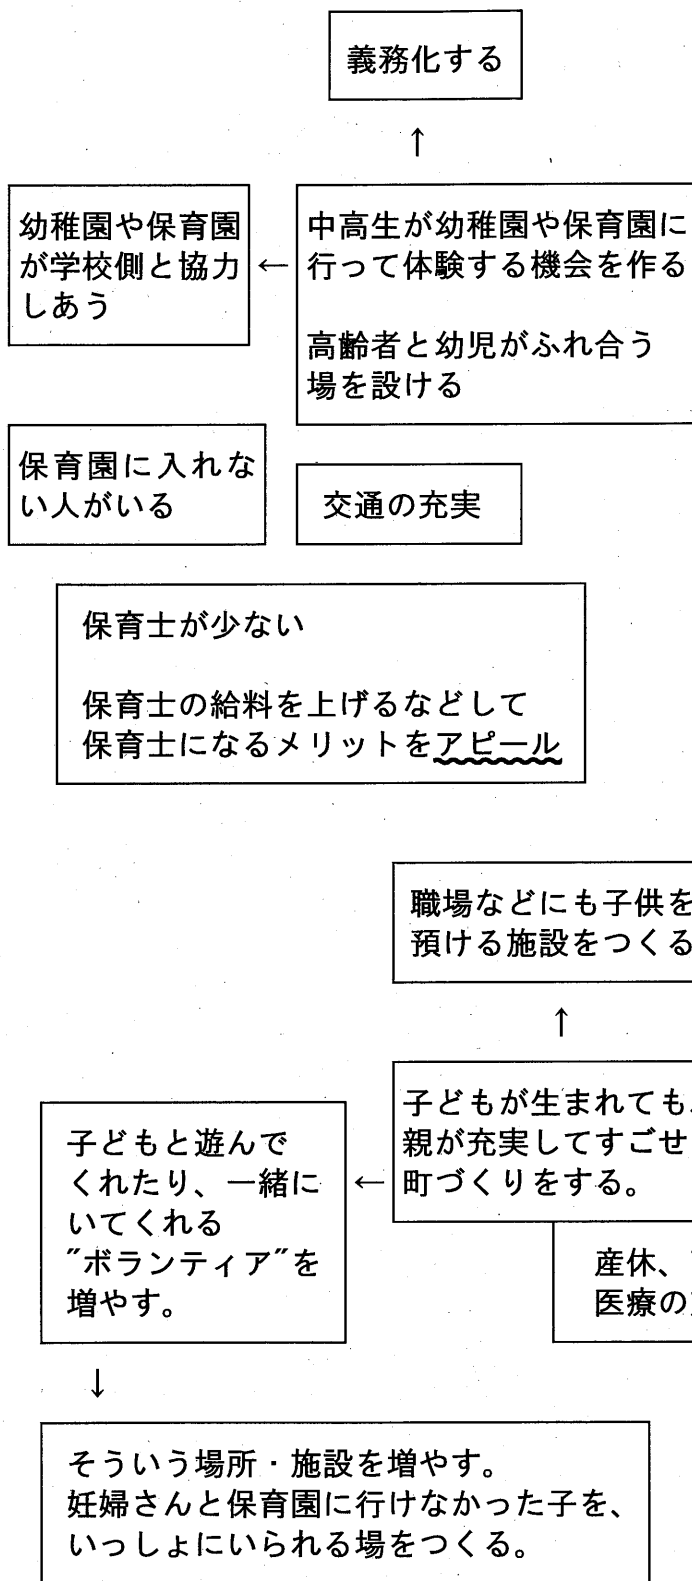 義務化する
↑
幼稚園や保育園
が学校側と協力
しあう
←
中高生が幼稚園や保育園に
行って体験する機会を作る
高齢者と幼児がふれ合う
場を設ける
保育園に入れな
い人がいる
交通の充実
保育士が少ない
保育士の給料を上げるなどして
保育士になるメリットをアピール
職場などにも子供を
預ける施設をつくる
↑
子どもが生まれても
親が充実してすごせ
町づくりをする。
←
子どもと遊んで
くれたり、一緒に
いてくれる
″ボランティア″を
増やす。
産休、
医療の
↓
そういう場所・施設を増やす。
妊婦さんと保育園に行けなかった子を、
いっしょにいられる場をつくる。